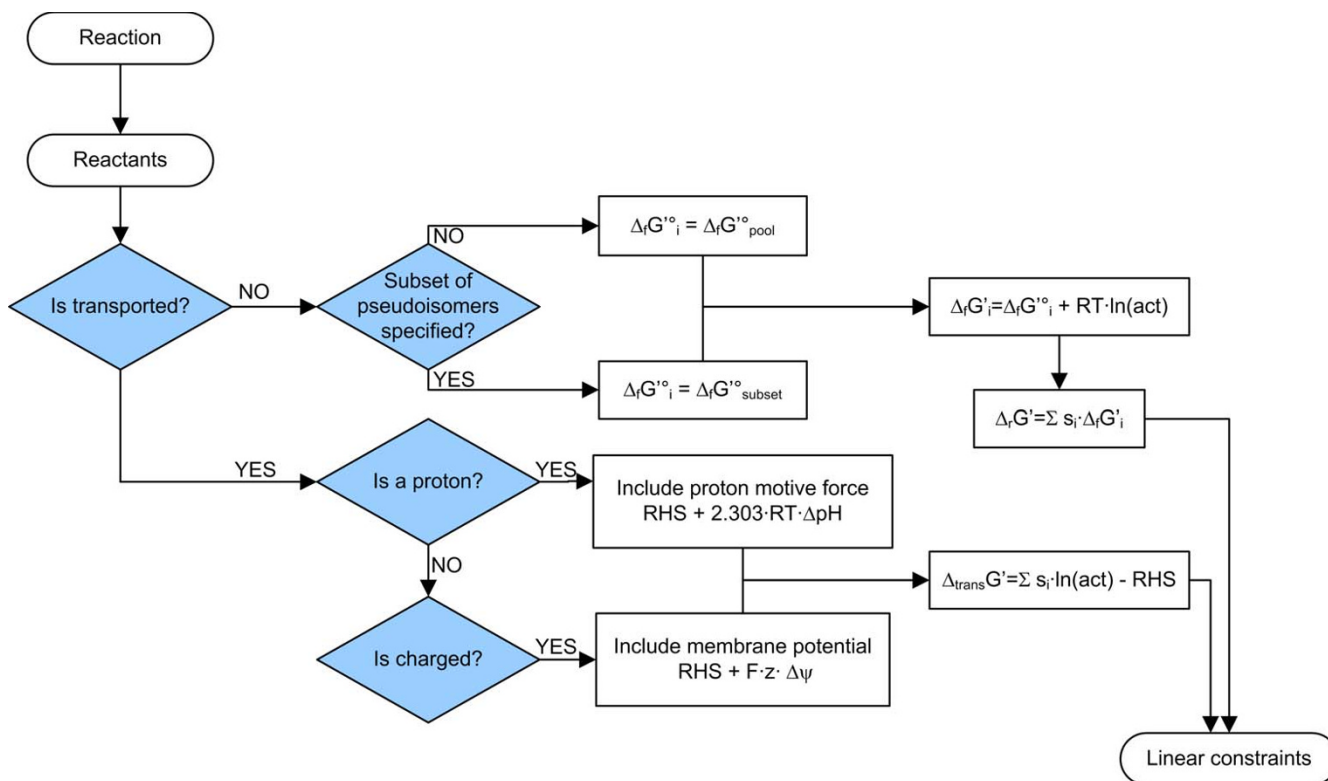 Reaction
Reactants
Is transported?
NO
Subset of
pseudoisomers
specified?
NO
YES
ΔfG'°i = ΔfG'°pool
ΔfG'°i = ΔfG'°subset
ΔfG'i=ΔfG'°i + RT·ln(act)
ΔrG'=Σ si·ΔfG'i
YES
Is a proton?
YES
NO
Include proton motive force
RHS + 2.303·RT·ΔpH
Is charged?
YES
Include membrane potential
RHS + F·z· Δψ
ΔtransG'=Σ si·ln(act) - RHS
Linear constraints